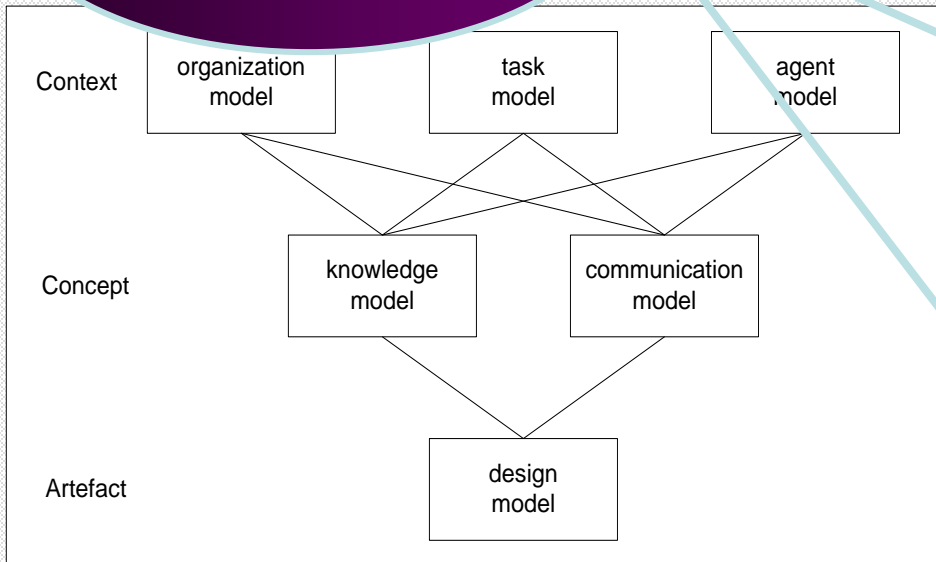 Context
organization
model
task
model
agent
model
Concept
knowledge
model
communication
model
Artefact
design
model